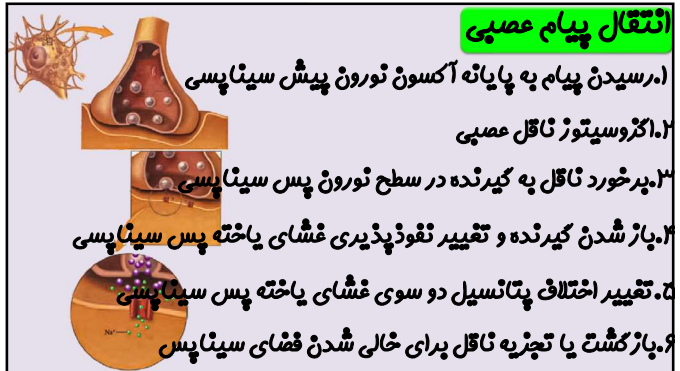 انتقال پیام عصبی
۱.رسیدن پیام به پایانه آکسون نورون پیش سیناپسی
۲.اگزوسیتوز ناقل عصبی
۳.برخورد ناقل به گیرنده در سطح نورون پس سیناپسی
۴.باز شدن گیرنده و تغییر نفوذپذیری غشای یاخته پس سیناپسی
۵.تغییر اختلاف پتانسیل دو سوی غشای یاخته پس سیناپسی
Na⁺
۶.بازگشت یا تجزیه ناقل برای خالی شدن فضای سیناپس